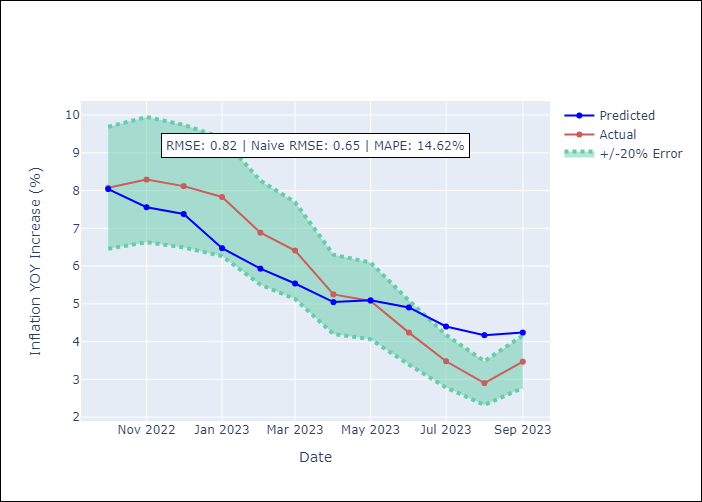 RMSE: 0.82 | Naive RMSE: 0.65 | MAPE: 14.62%
Predicted
Actual
+/-20% Error
Inflation YOY Increase (%)
10
9
8
7
6
5
4
3
2
Nov 2022 Jan 2023 Mar 2023 May 2023 Jul 2023 Sep 2023
Date